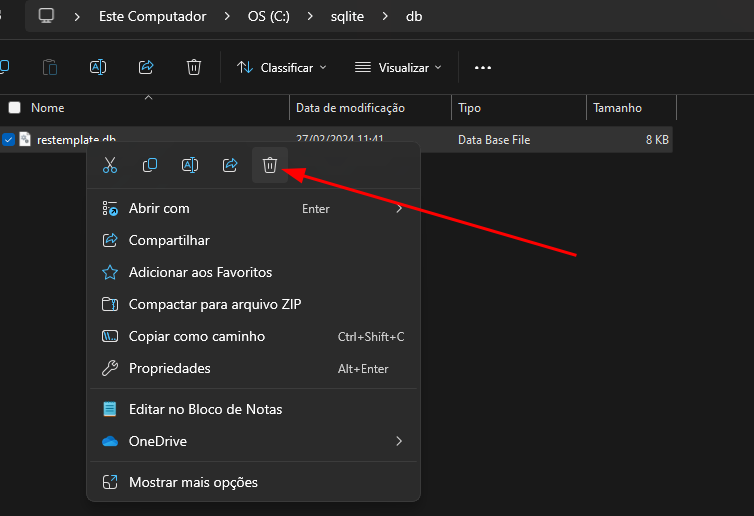 Este Computador > OS (C:) > sqlite > db
Classificar Visualizar
Nome Data de modificação Tipo Tamanho
restemplate.db 27/02/2024 11:41 Data Base File 8 KB
Abrir com Enter
Compartilhar
Adicionar aos Favoritos
Compactar para arquivo ZIP
Copiar como caminho Ctrl+Shift+C
Propriedades Alt+Enter
Editar no Bloco de Notas
OneDrive
Mostrar mais opções